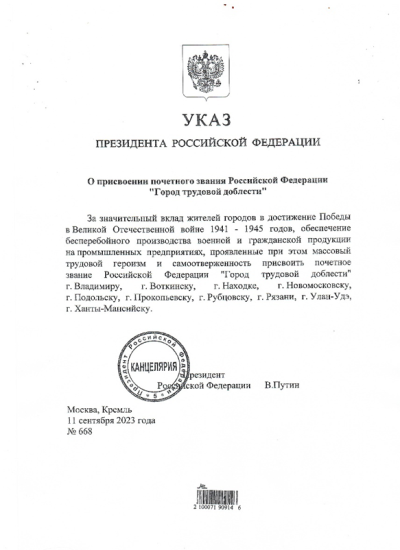 УКАЗ
ПРЕЗИДЕНТА РОССИЙСКОЙ ФЕДЕРАЦИИ
О присвоении почетного звания Российской Федерации
"Город трудовой доблести"
За значительный вклад жителей городов в достижение Победы
в Великой Отечественной войне 1941 - 1945 годов, обеспечение
бесперебойного производства военной и гражданской продукции
на промышленных предприятиях, проявленные при этом массовый
трудовой героизм и самоотверженность присвоить почетное
звание Российской Федерации "Город трудовой доблести"
г. Владимиру, г. Воткинску, г. Находке, г. Новомосковску,
г. Подольску, г. Прокопьевску, г. Рубцовску, г. Рязани, г. Улан-Удэ,
г. Ханты-Мансийску.
Президент Российской Федерации
КАНЦЕЛЯРИЯ
Президент
Российской Федерации В.Путин
Москва, Кремль
11 сентября 2023 года
№ 668
2 100071 99914 6